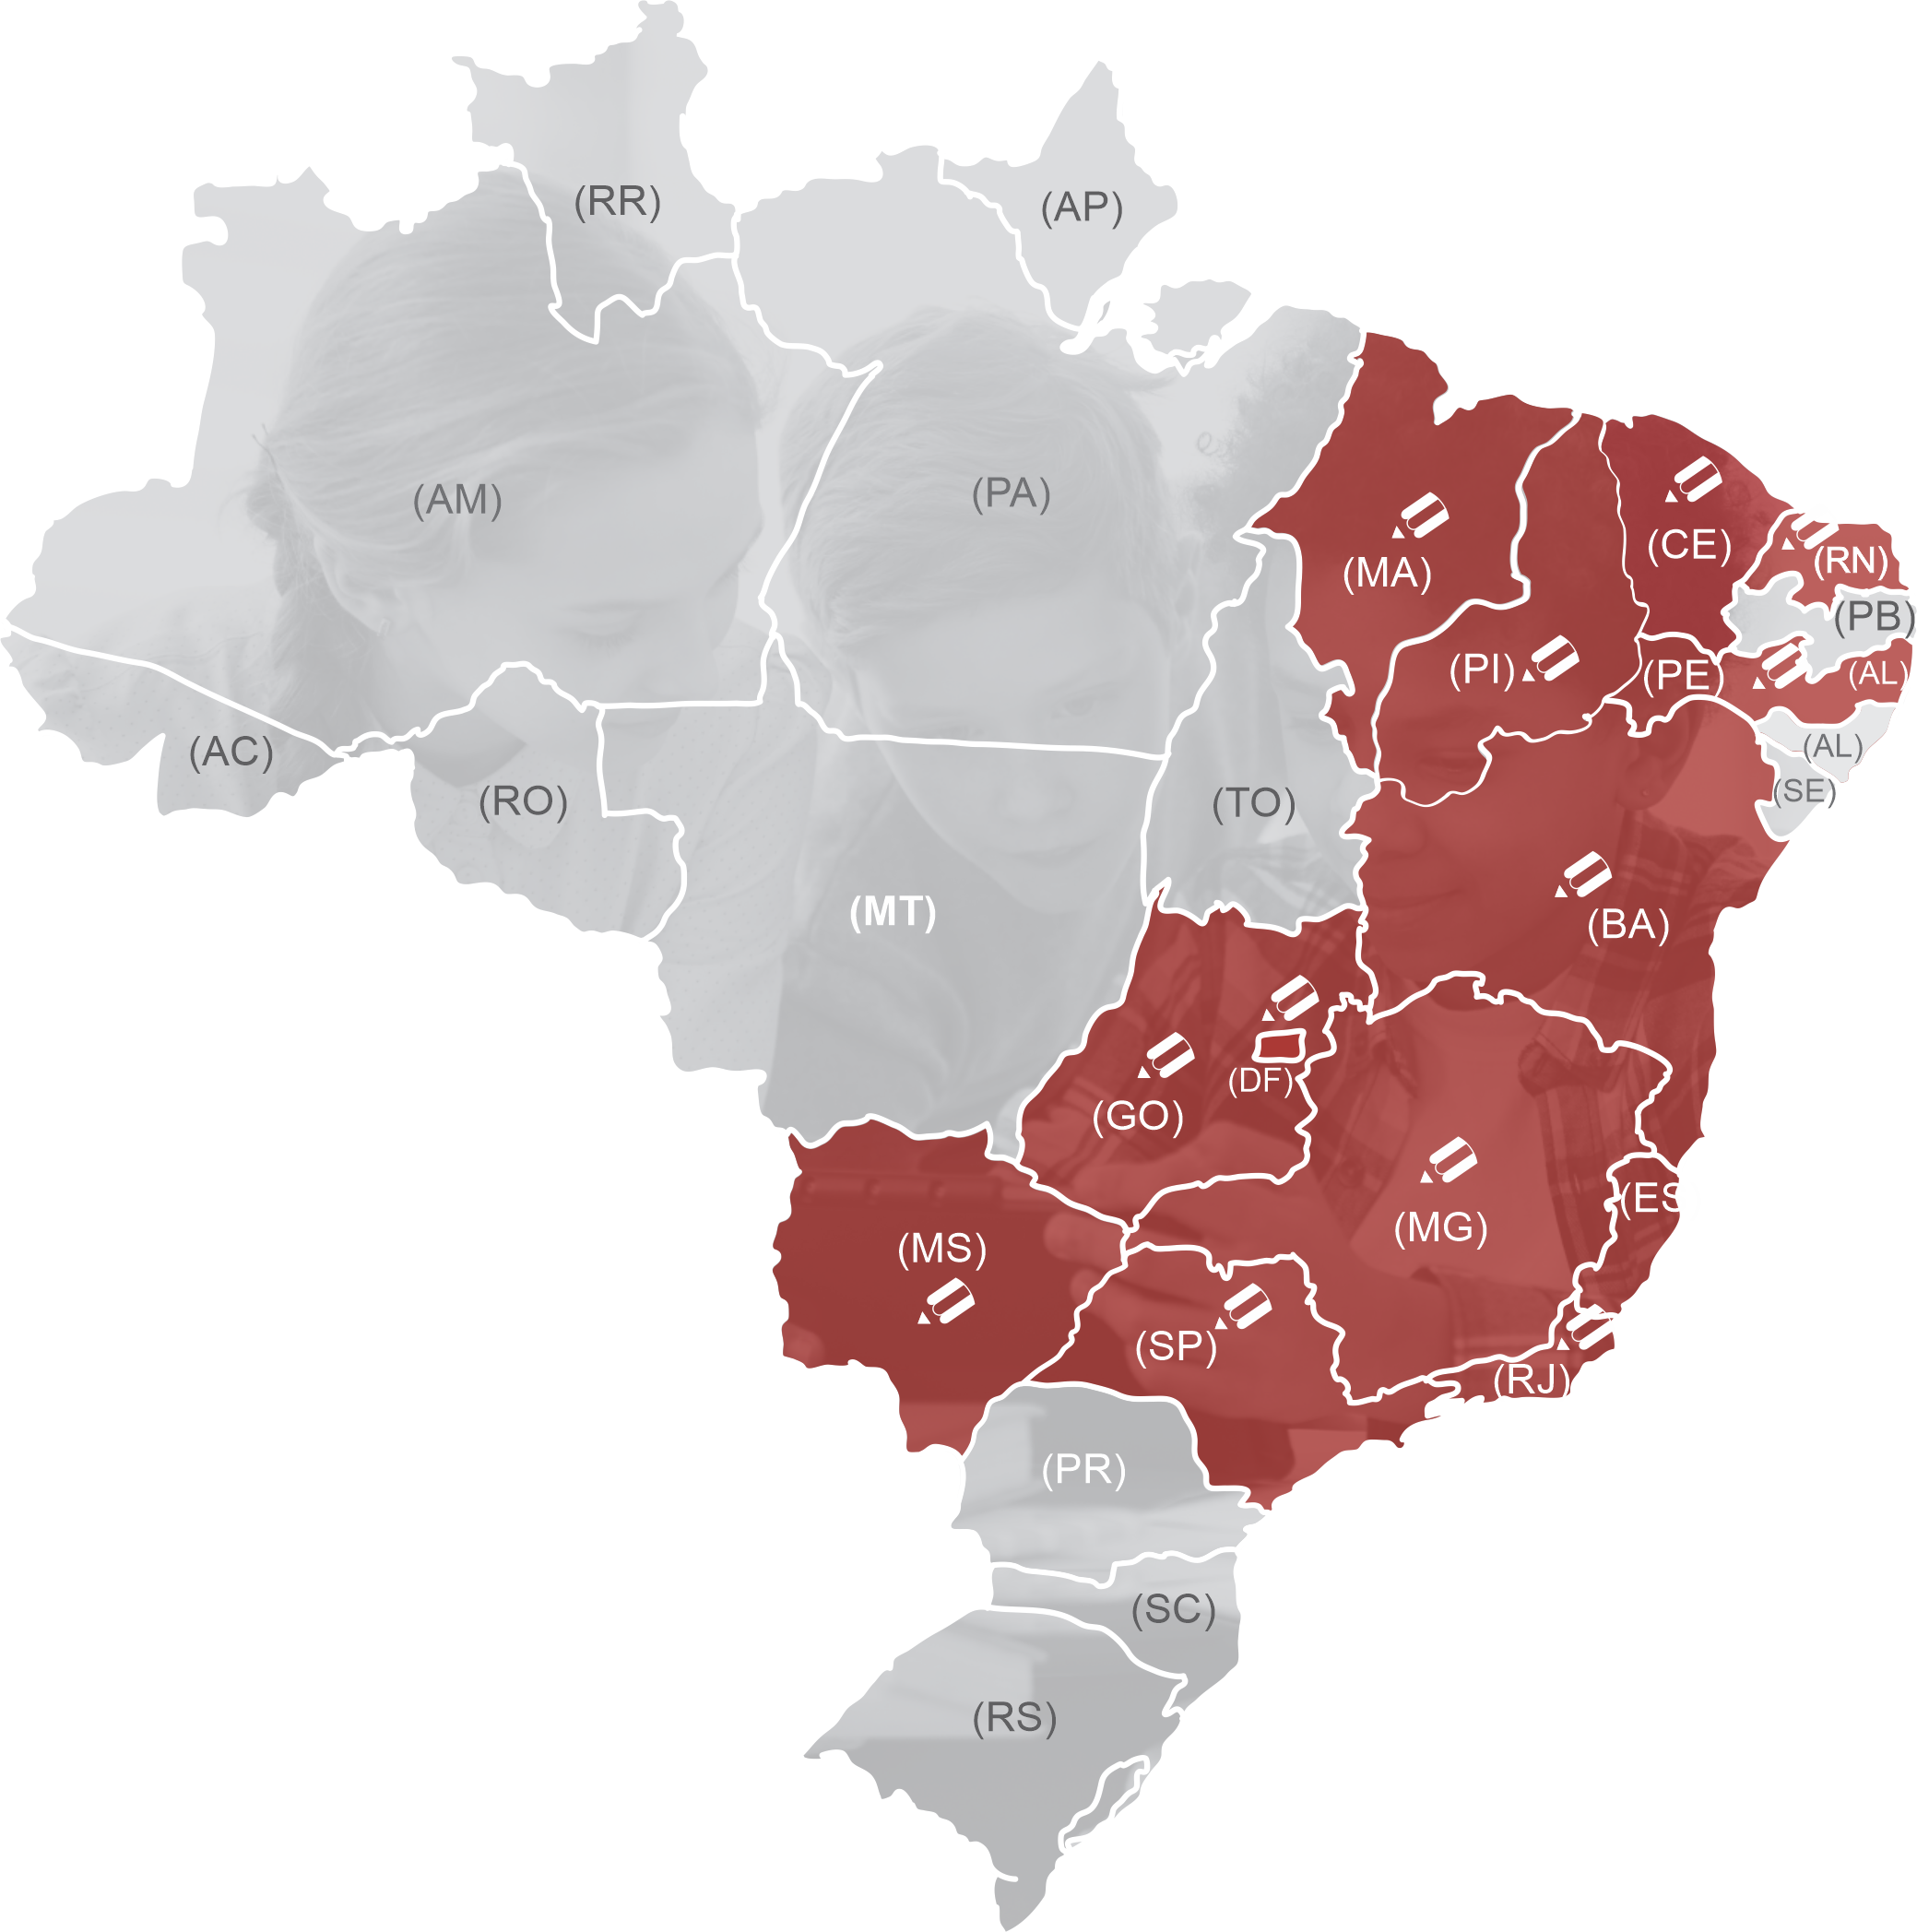 (RR)
(AP)
(AM)
(PA)
(MA)
(CE)
(RN)
(PB)
(PI)
(PE)
(AL)
(AL)
(SE)
(AC)
(RO)
(TO)
(MT)
(BA)
(DF)
(GO)
(ES
(MG)
(MS)
(SP)
(RJ)
(PR)
(SC)
(RS)